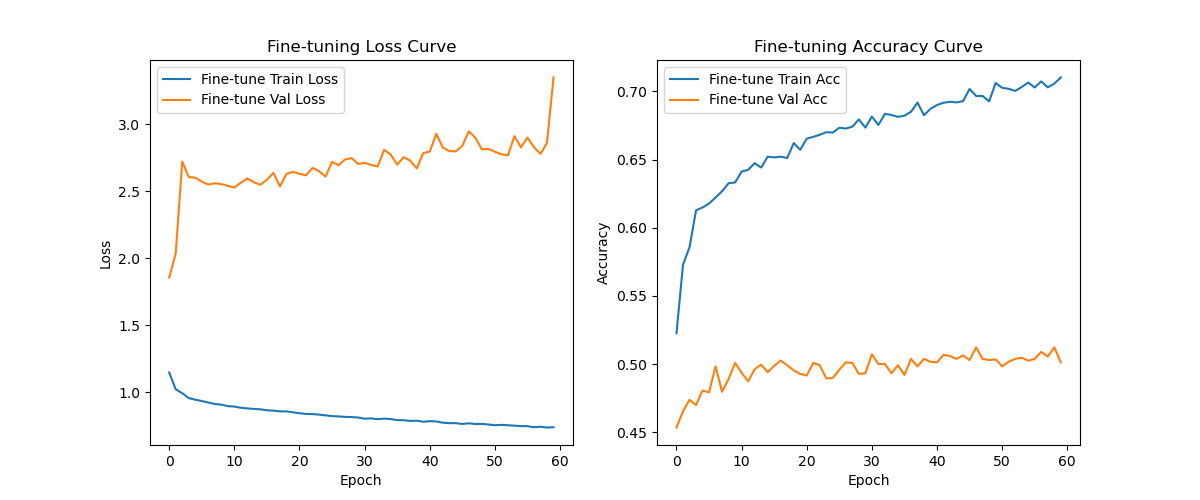 Fine-tuning Loss Curve
Fine-tune Train Loss
Fine-tune Val Loss
3.0
2.5
2.0
1.5
1.0
Loss
0 10 20 30 40 50 60
Epoch
Fine-tuning Accuracy Curve
Fine-tune Train Acc
Fine-tune Val Acc
0.70
0.65
0.60
0.55
0.50
0.45
Accuracy
0 10 20 30 40 50 60
Epoch